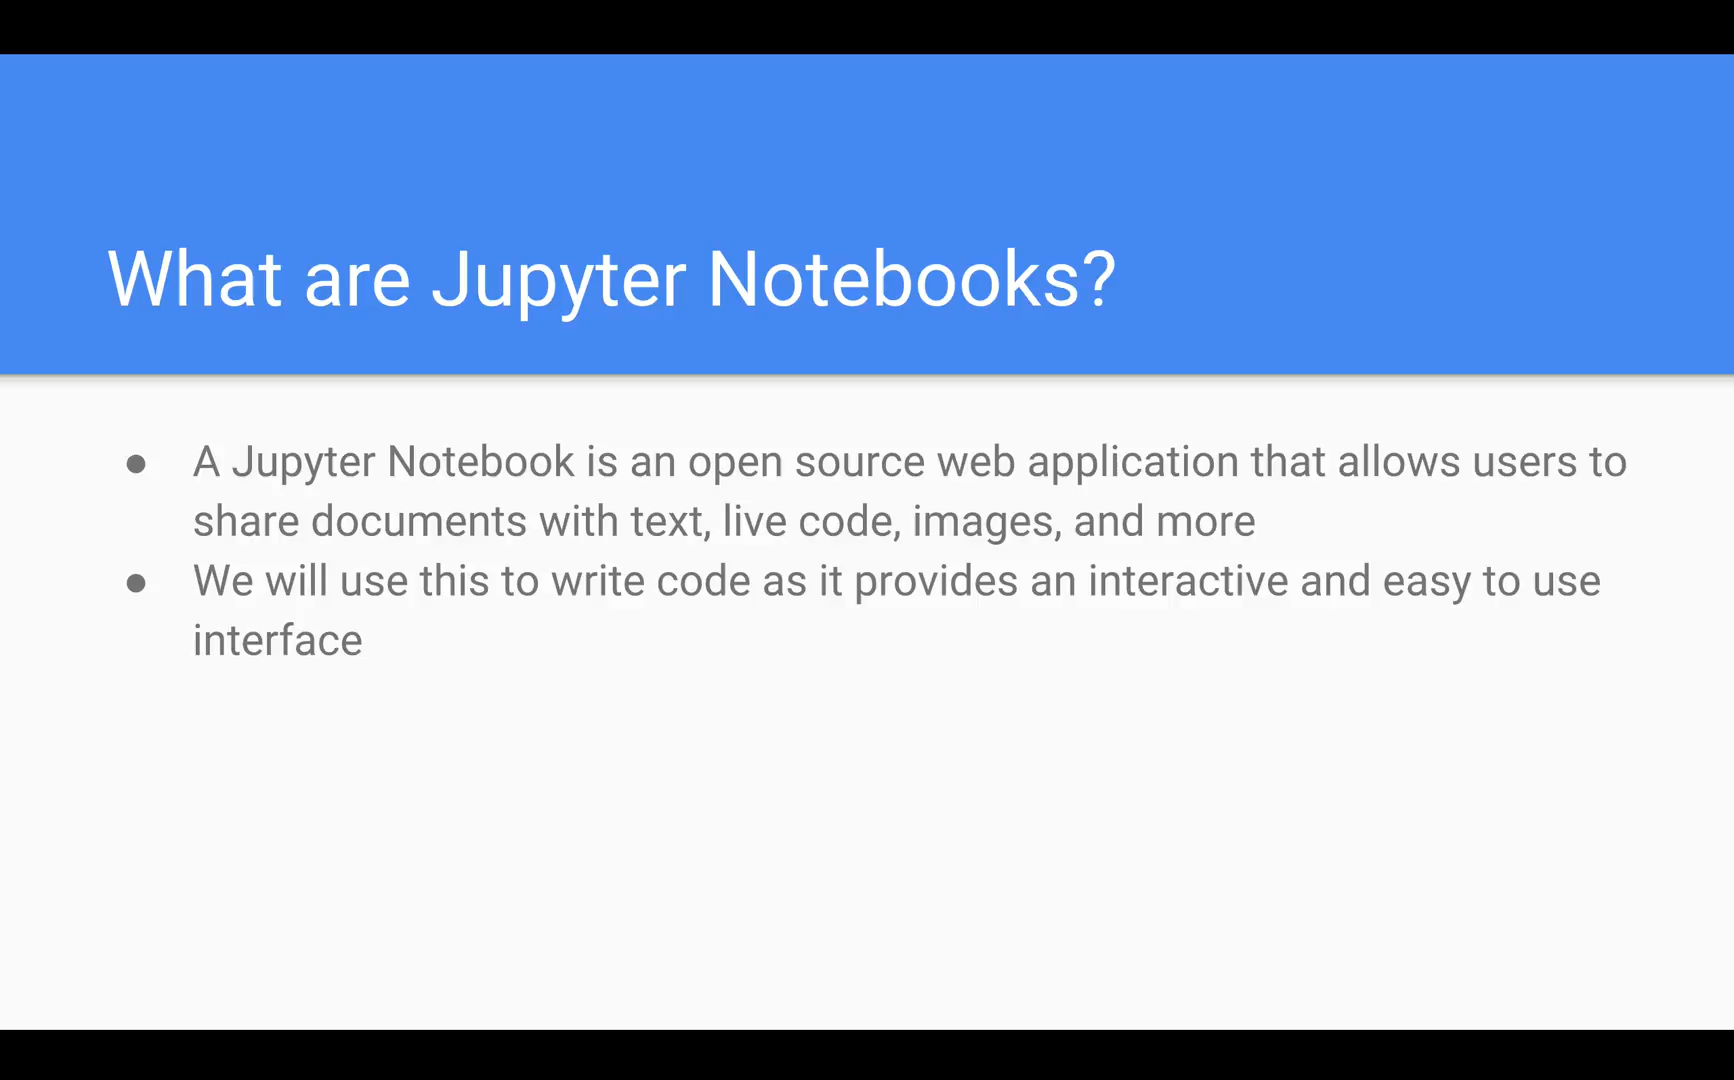 What are Jupyter Notebooks?
● A Jupyter Notebook is an open source web application that allows users to
share documents with text, live code, images, and more
● We will use this to write code as it provides an interactive and easy to use
interface